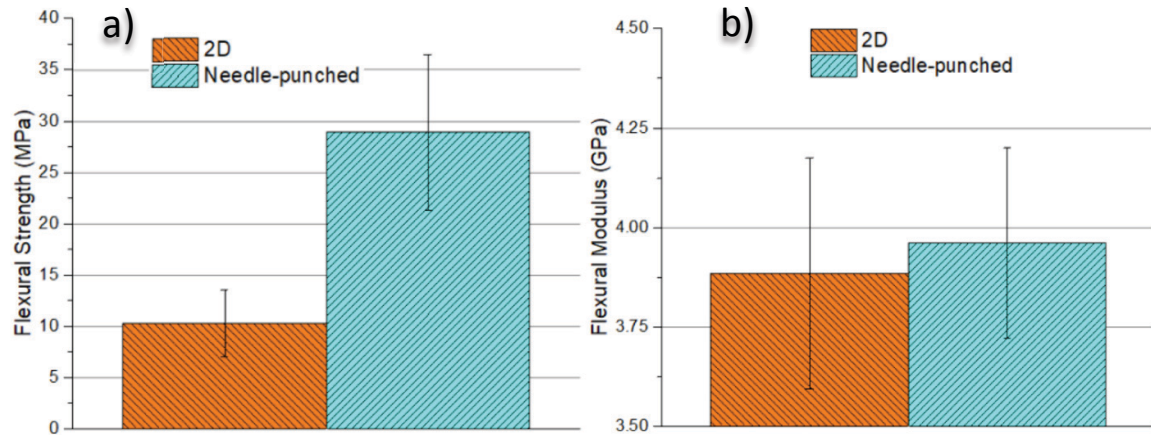 a)
2D
Needle-punched
Flexural Strength (MPa)
40
35
30
25
20
15
10
5
0
b)
2D
Needle-punched
Flexural Modulus (GPa)
4.50
4.25
4.00
3.75
3.50